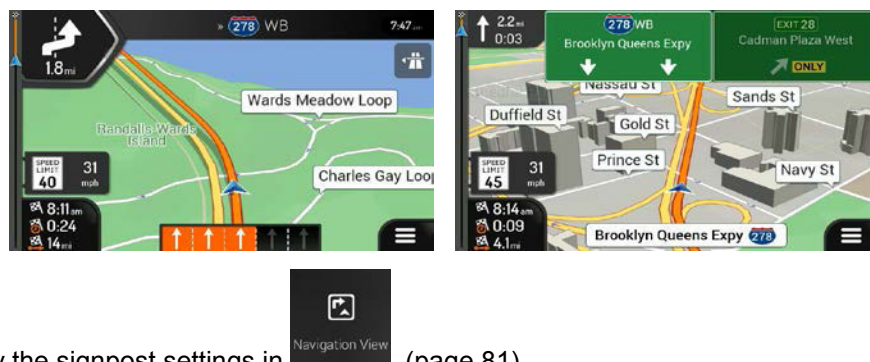 » 278 WB
7:47 am
1.8 mi
Wards Meadow Loop
Randalls-Wards
Island
Charles Gay Loop
SPEED
LIMIT
40
31
mph
8:11 am
0:24
14 mi
2.2 mi
0:03
278 WB
Brooklyn Queens Expy
EXIT 28
Cadman Plaza West
ONLY
Nassau St
Sands St
Duffield St
Gold St
Prince St
Navy St
SPEED
LIMIT
45
31
mph
8:14 am
0:09
4.1 mi
Brooklyn Queens Expy 278
Navigation View
the signpost settings in
(page 81)